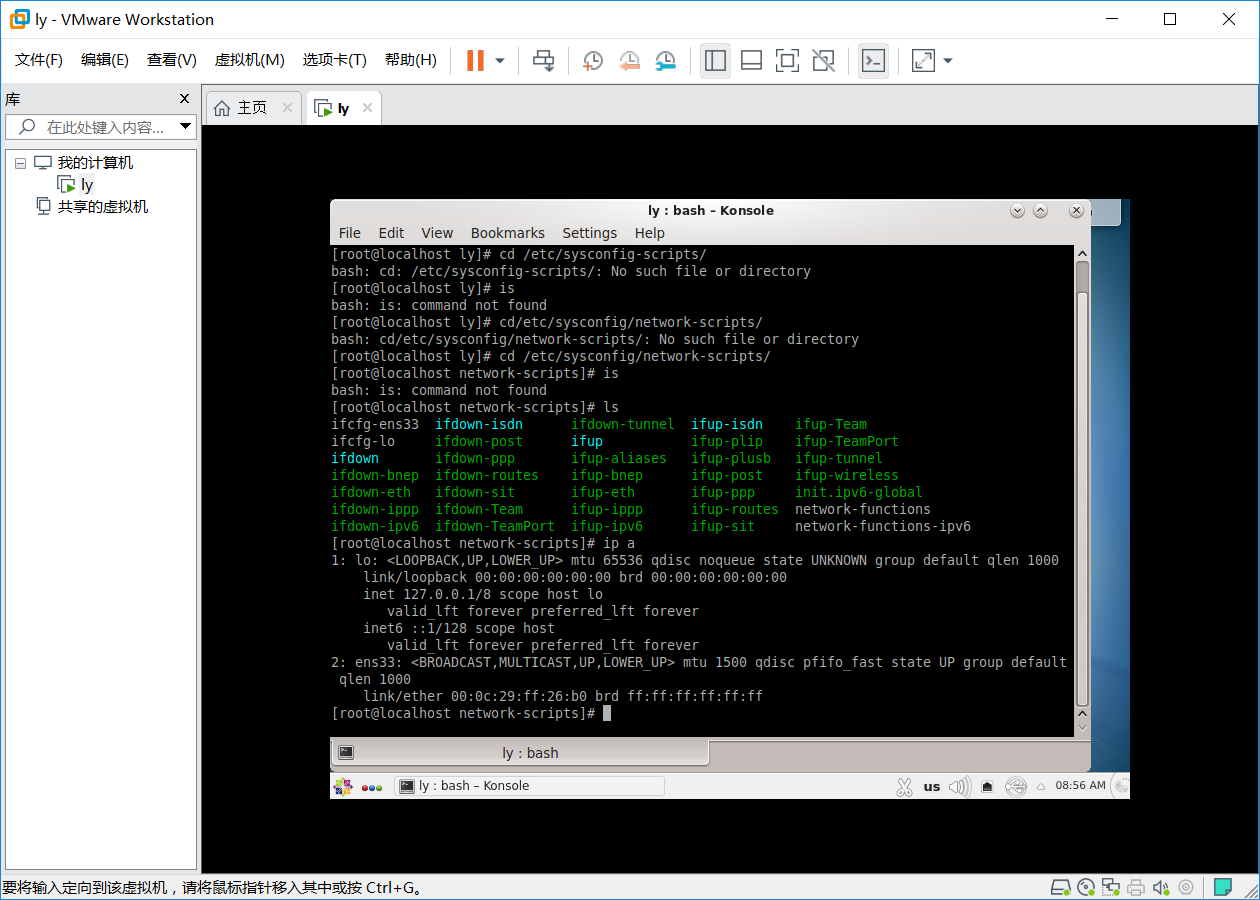 ly - VMware Workstation
文件(F) 编辑(E) 查看(V) 虚拟机(M) 选项卡(T) 帮助(H)
库
在此处键入内容...
我的计算机
ly
共享的虚拟机
主页 ly
ly : bash – Konsole
File Edit View Bookmarks Settings Help
[root@localhost ly]# cd /etc/sysconfig-scripts/
bash: cd: /etc/sysconfig-scripts/: No such file or directory
[root@localhost ly]# is
bash: is: command not found
[root@localhost ly]# cd/etc/sysconfig/network-scripts/
bash: cd/etc/sysconfig/network-scripts/: No such file or directory
[root@localhost ly]# cd /etc/sysconfig/network-scripts/
[root@localhost network-scripts]# is
bash: is: command not found
[root@localhost network-scripts]# ls
ifcfg-ens33 ifdown-isdn ifdown-tunnel ifup-isdn ifup-Team
ifcfg-lo ifdown-post ifup ifup-plip ifup-TeamPort
ifdown ifdown-ppp ifup-aliases ifup-plusb ifup-tunnel
ifdown-bnep ifdown-routes ifup-bnep ifup-post ifup-wireless
ifdown-eth ifdown-sit ifup-eth ifup-ppp init.ipv6-global
ifdown-ippp ifdown-Team ifup-ippp ifup-routes network-functions
ifdown-ipv6 ifdown-TeamPort ifup-ipv6 ifup-sit network-functions-ipv6
[root@localhost network-scripts]# ip a
1: lo: <LOOPBACK,UP,LOWER_UP> mtu 65536 qdisc noqueue state UNKNOWN group default qlen 1000
link/loopback 00:00:00:00:00:00 brd 00:00:00:00:00:00
inet 127.0.0.1/8 scope host lo
valid_lft forever preferred_lft forever
inet6 ::1/128 scope host
valid_lft forever preferred_lft forever
2: ens33: <BROADCAST,MULTICAST,UP,LOWER_UP> mtu 1500 qdisc pfifo_fast state UP group default
qlen 1000
link/ether 00:0c:29:ff:26:b0 brd ff:ff:ff:ff:ff:ff
[root@localhost network-scripts]#
ly : bash
ly : bash – Konsole us 08:56 AM
要将输入定向到该虚拟机，请将鼠标指针移入其中或按 Ctrl+G。